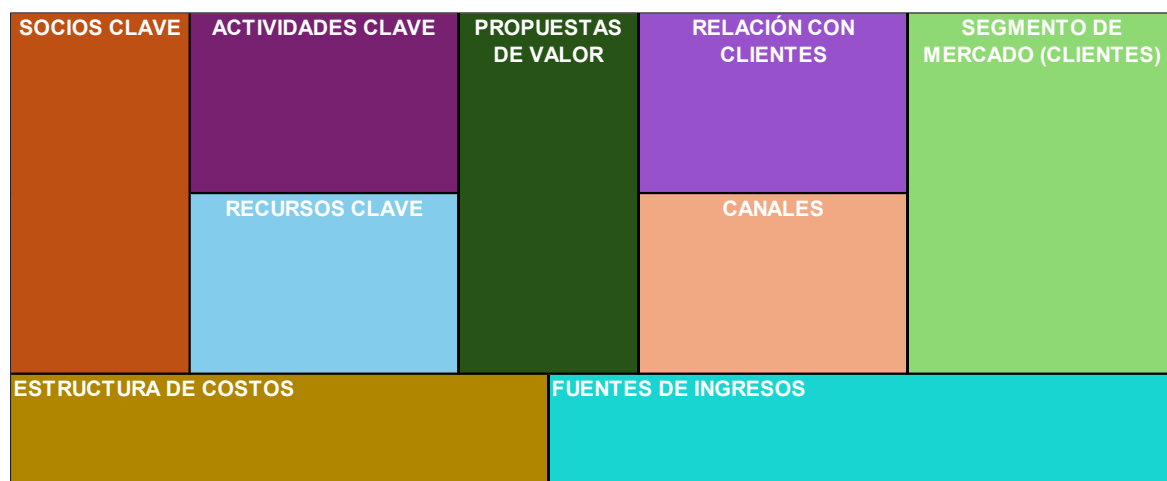 SOCIOS CLAVE
ACTIVIDADES CLAVE
PROPUESTAS
DE VALOR
RELACIÓN CON
CLIENTES
SEGMENTO DE
MERCADO (CLIENTES)
RECURSOS CLAVE
CANALES
ESTRUCTURA DE COSTOS
FUENTES DE INGRESOS